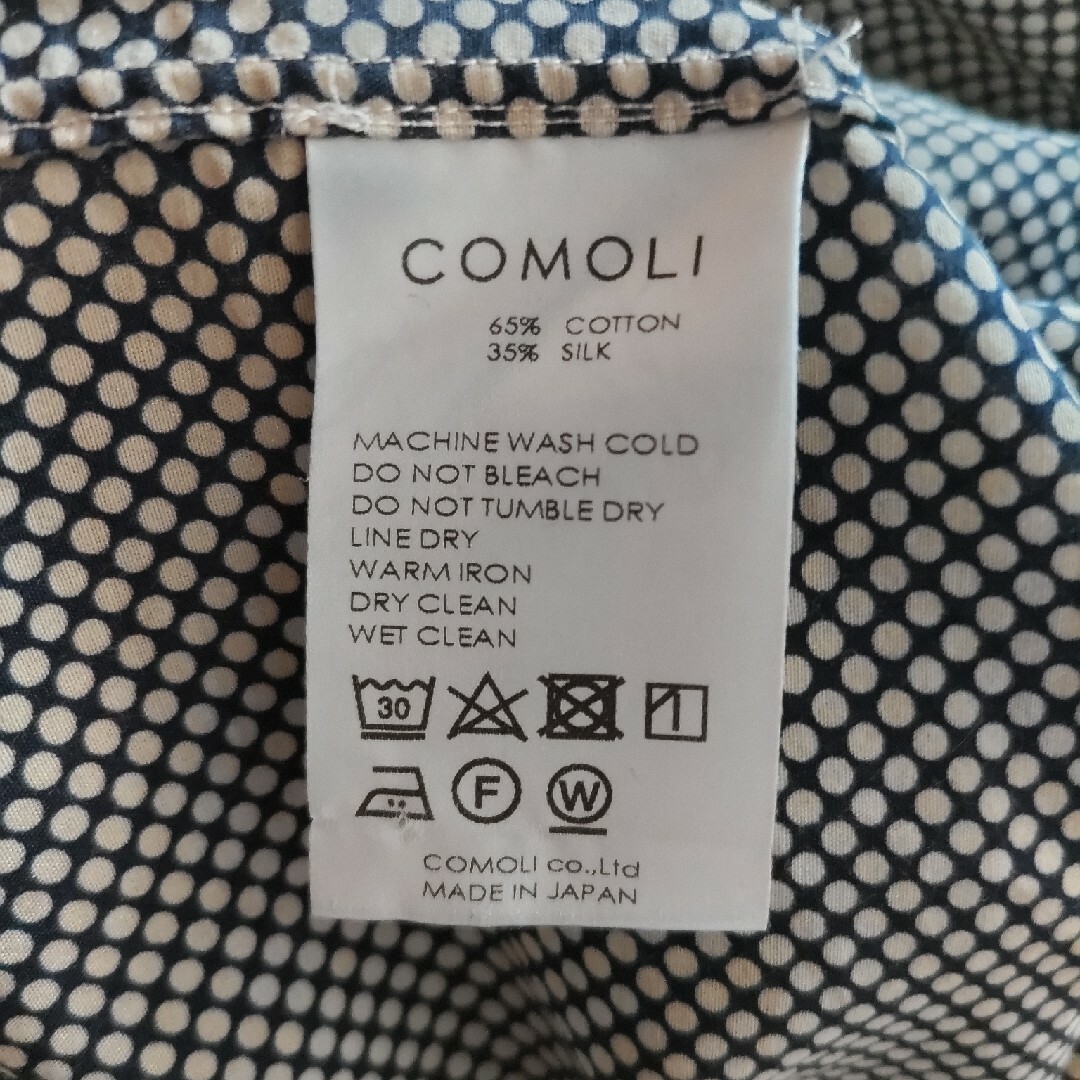 COMOLI
65% COTTON
35% SILK
MACHINE WASH COLD
DO NOT BLEACH
DO NOT TUMBLE DRY
LINE DRY
WARM IRON
DRY CLEAN
WET CLEAN
30
F W
COMOLI co.,Ltd
MADE IN JAPAN